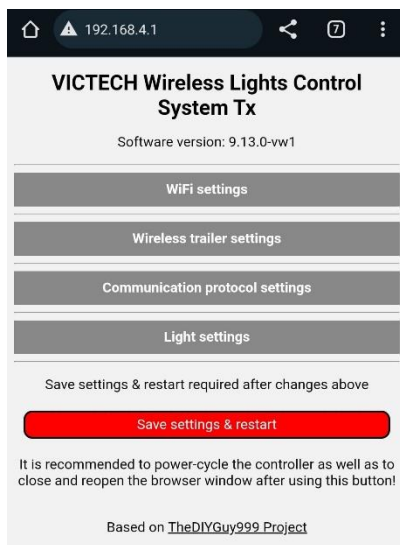 192.168.4.1
7
VICTECH Wireless Lights Control
System Tx
Software version: 9.13.0-vw1
WiFi settings
Wireless trailer settings
Communication protocol settings
Light settings
Save settings & restart required after changes above
Save settings & restart
It is recommended to power-cycle the controller as well as to
close and reopen the browser window after using this button!
Based on TheDIYGuy999 Project